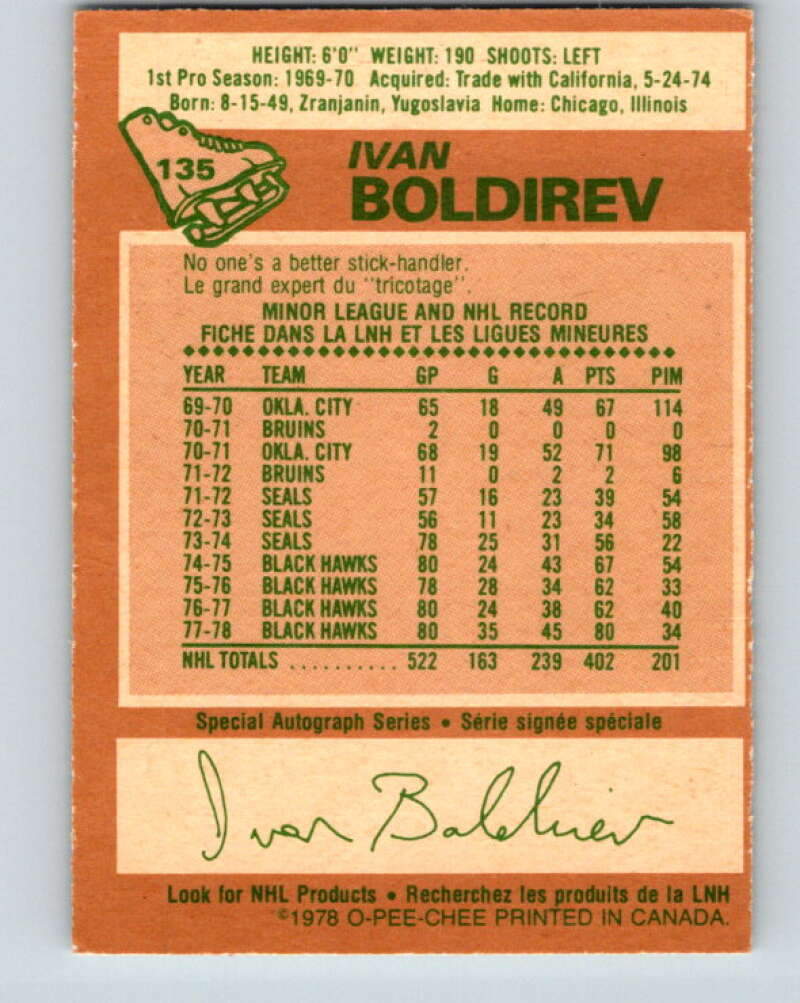 HEIGHT: 6'0" WEIGHT: 190 SHOOTS: LEFT
1st Pro Season: 1969-70 Acquired: Trade with California, 5-24-74
Born: 8-15-49, Zranjanin, Yugoslavia Home: Chicago, Illinois
135
IVAN
BOLDIREV
No one's a better stick-handler.
Le grand expert du "tricotage".
MINOR LEAGUE AND NHL RECORD
FICHE DANS LA LNH ET LES LIGUES MINEURES
YEAR TEAM GP G A PTS PIM
69-70 OKLA. CITY 65 18 49 67 114
70-71 BRUINS 2 0 0 0 0
70-71 OKLA. CITY 68 19 52 71 98
71-72 BRUINS 11 0 2 2 6
71-72 SEALS 57 16 23 39 54
72-73 SEALS 56 11 23 34 58
73-74 SEALS 78 25 31 56 22
74-75 BLACK HAWKS 80 24 43 67 54
75-76 BLACK HAWKS 78 28 34 62 33
76-77 BLACK HAWKS 80 24 38 62 40
77-78 BLACK HAWKS 80 35 45 80 34
NHL TOTALS .......... 522 163 239 402 201
Special Autograph Series • Série signée spéciale
Ivan Boldirev
Look for NHL Products • Recherchez les produits de la LNH
©1978 O-PEE-CHEE PRINTED IN CANADA.